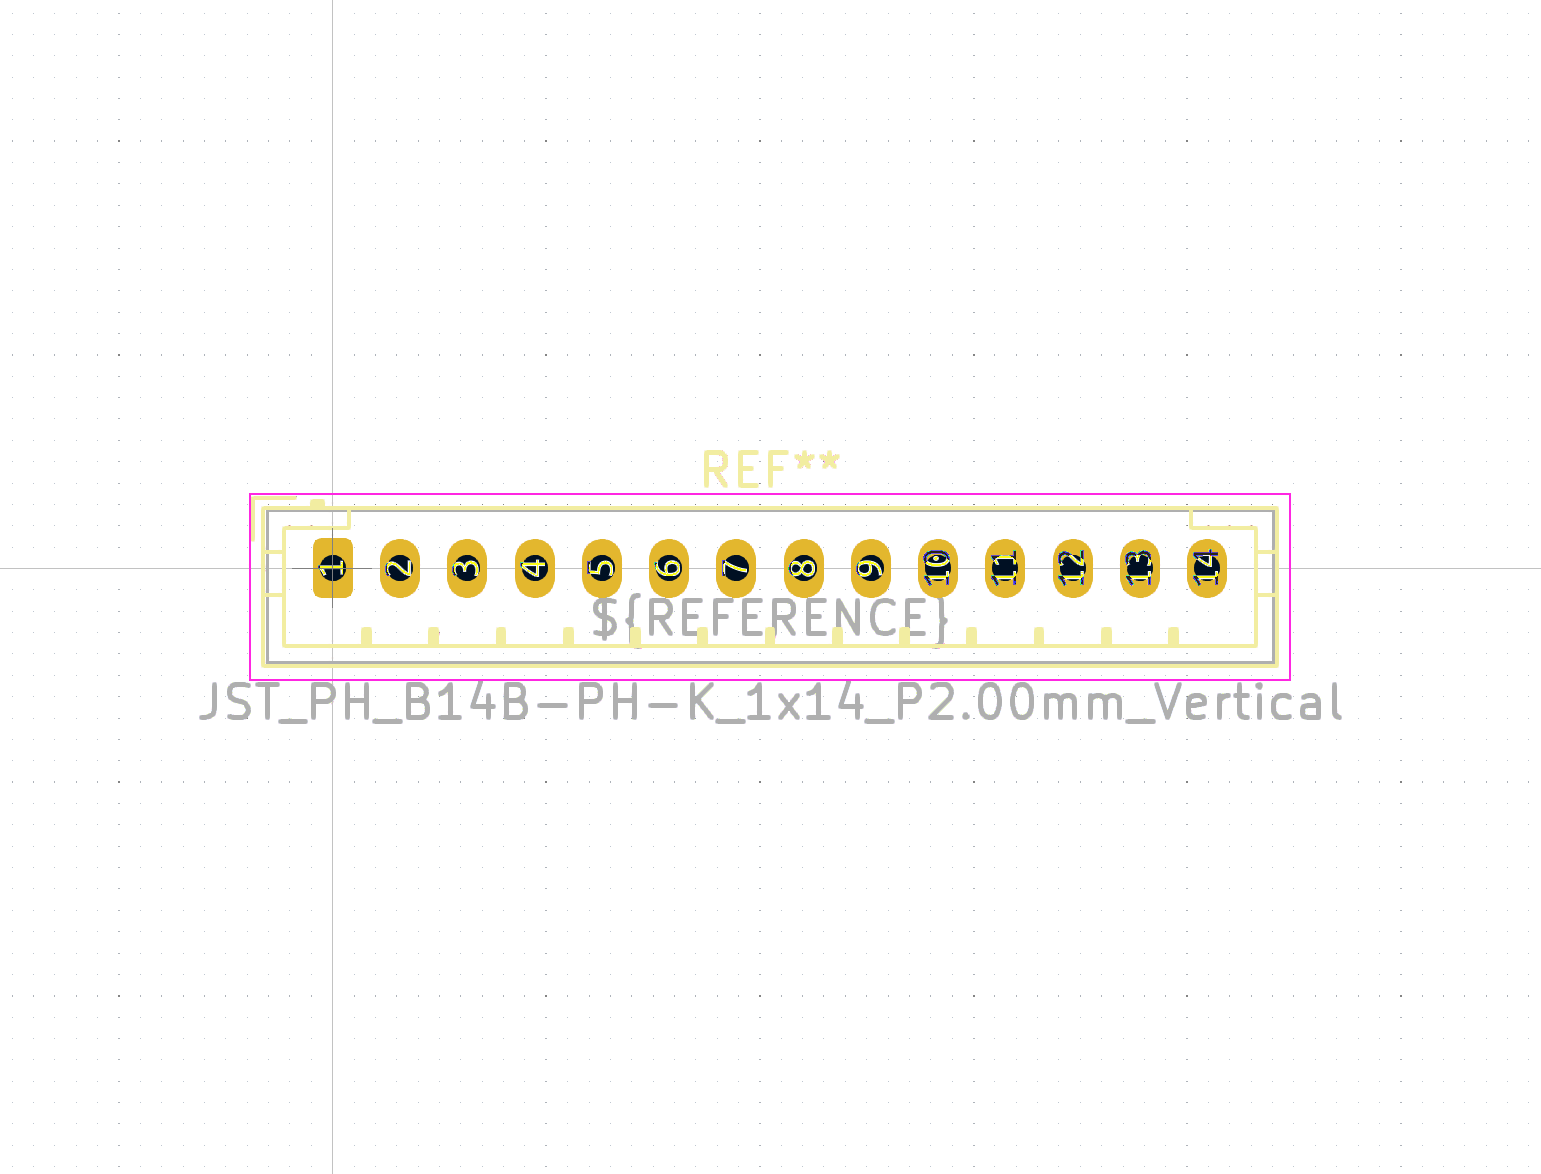 REF**
1 2 3 4 5 6 7 8 9 10 11 12 13 14
${REFERENCE}
JST_PH_B14B-PH-K_1x14_P2.00mm_Vertical